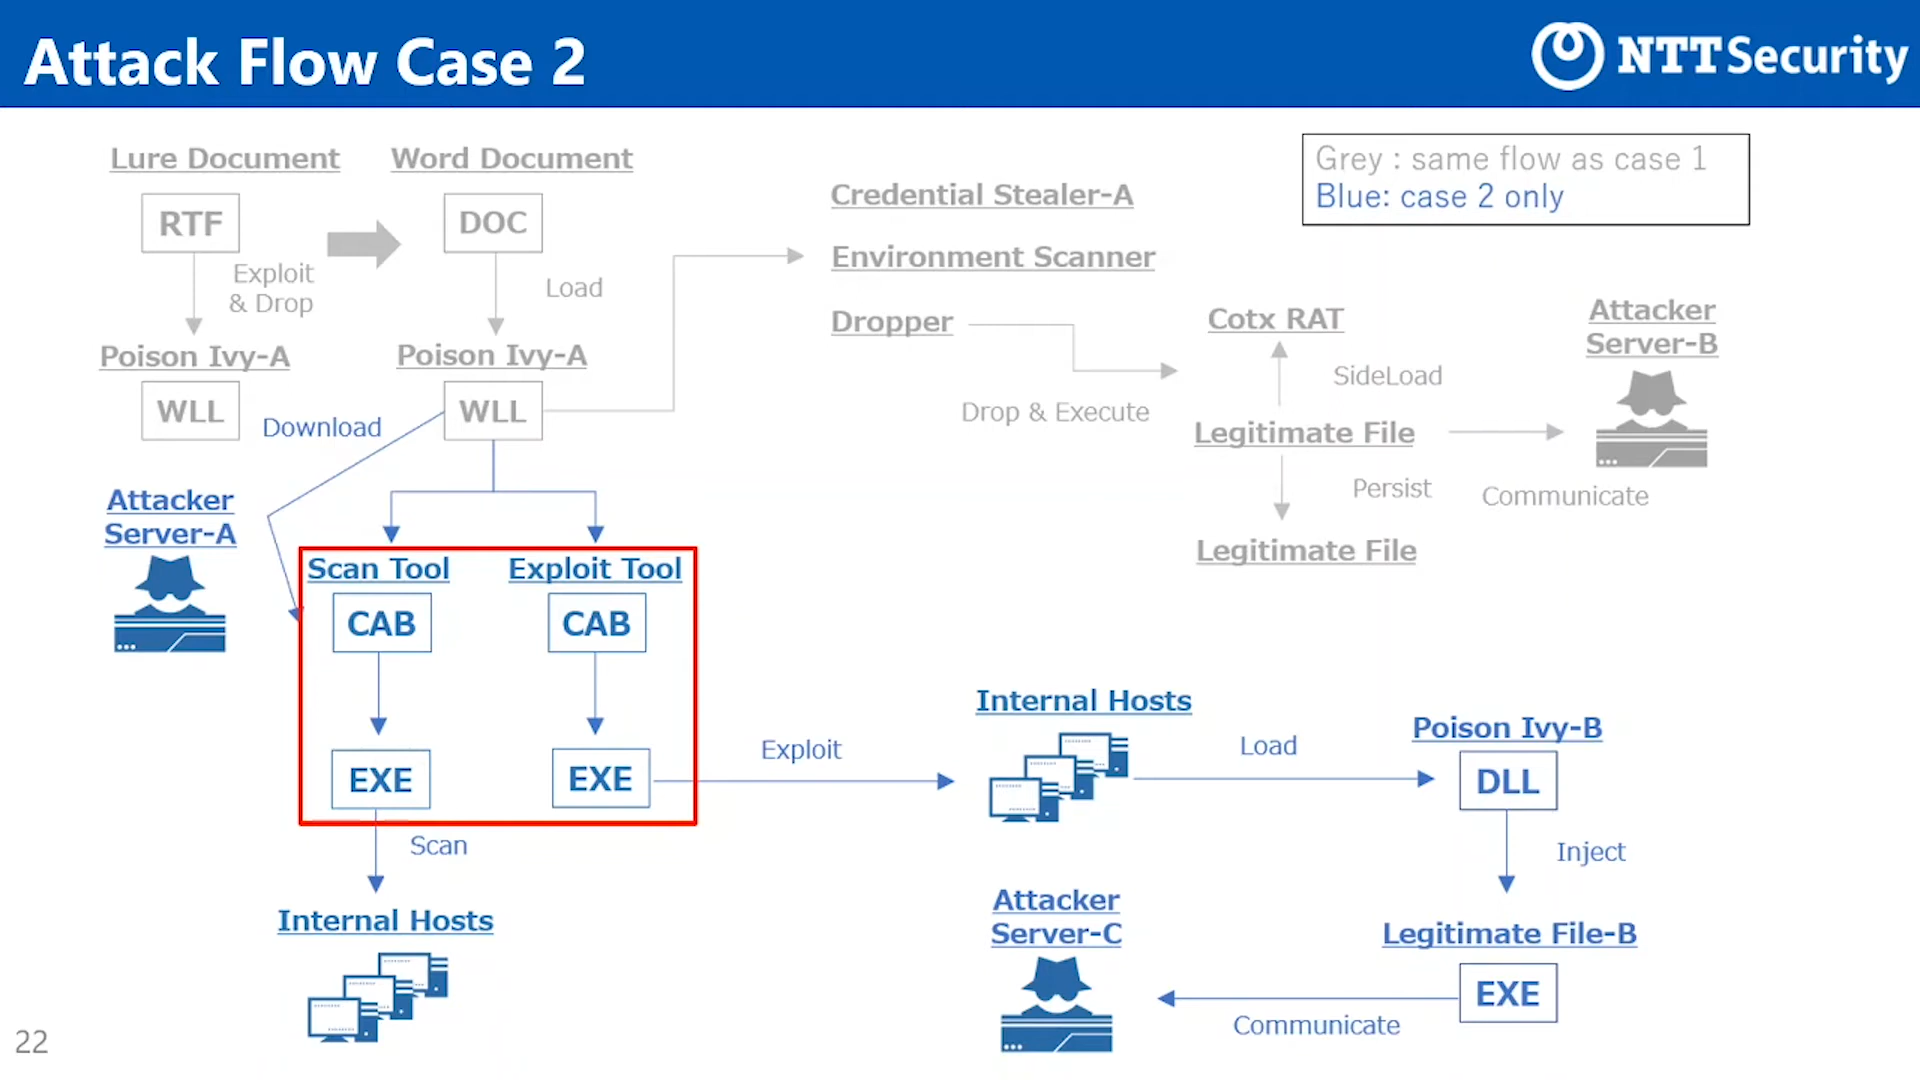 Attack Flow Case 2
NTT Security
Grey : same flow as case 1
Blue: case 2 only
Lure Document
RTF
Exploit
& Drop
Poison Ivy-A
WLL
Word Document
DOC
Load
Poison Ivy-A
WLL
Download
Credential Stealer-A
Environment Scanner
Dropper
Drop & Execute
Cotx RAT
SideLoad
Legitimate File
Persist
Legitimate File
Attacker
Server-B
Communicate
Attacker
Server-A
Scan Tool
CAB
EXE
Exploit Tool
CAB
EXE
Scan
Internal Hosts
Exploit
Internal Hosts
Load
Poison Ivy-B
DLL
Inject
Legitimate File-B
EXE
Communicate
Attacker
Server-C
22